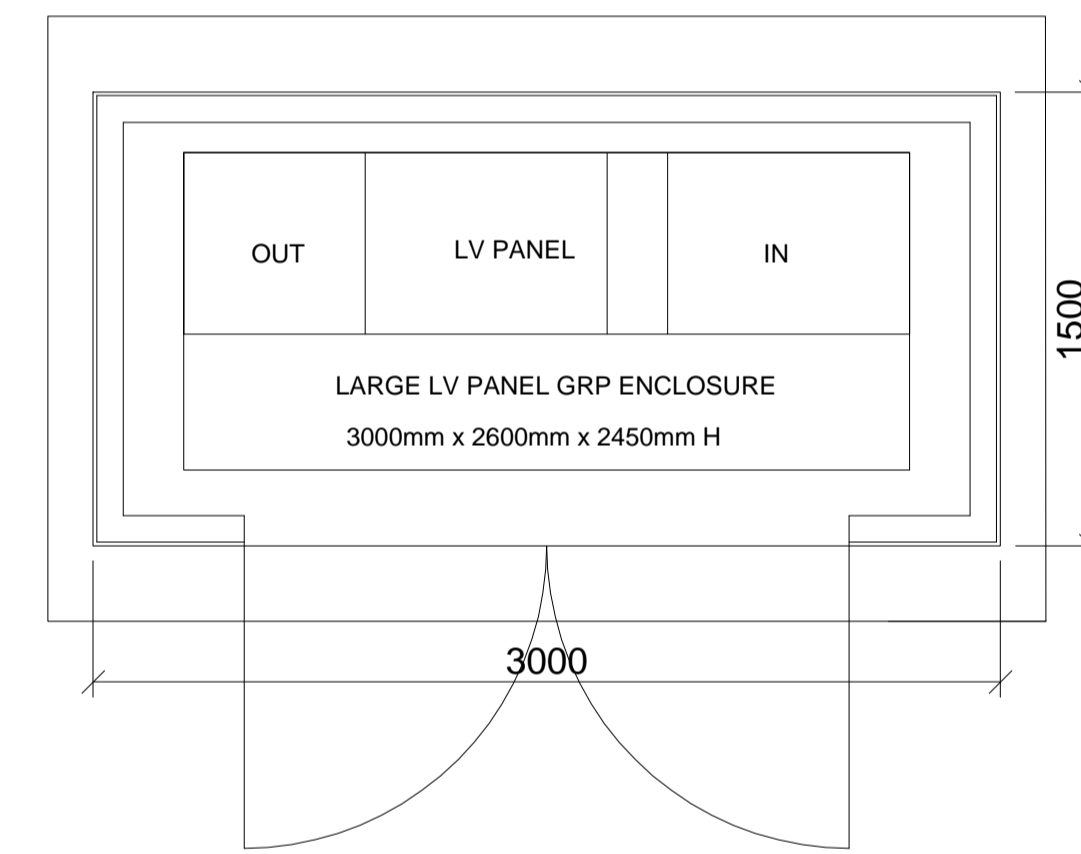 OUT
LV PANEL
IN
LARGE LV PANEL GRP ENCLOSURE
3000mm x 2600mm x 2450mm H
1500
3000